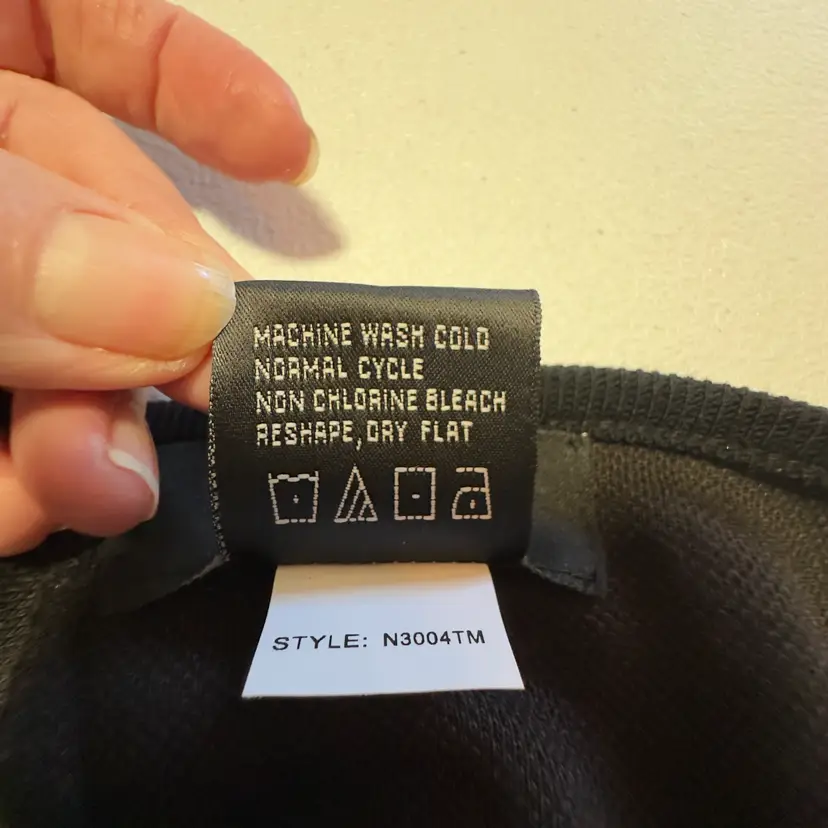 MACHINE WASH COLD
NORMAL CYCLE
NON CHLORINE BLEACH
RESHAPE, DRY FLAT
STYLE: N3004TM